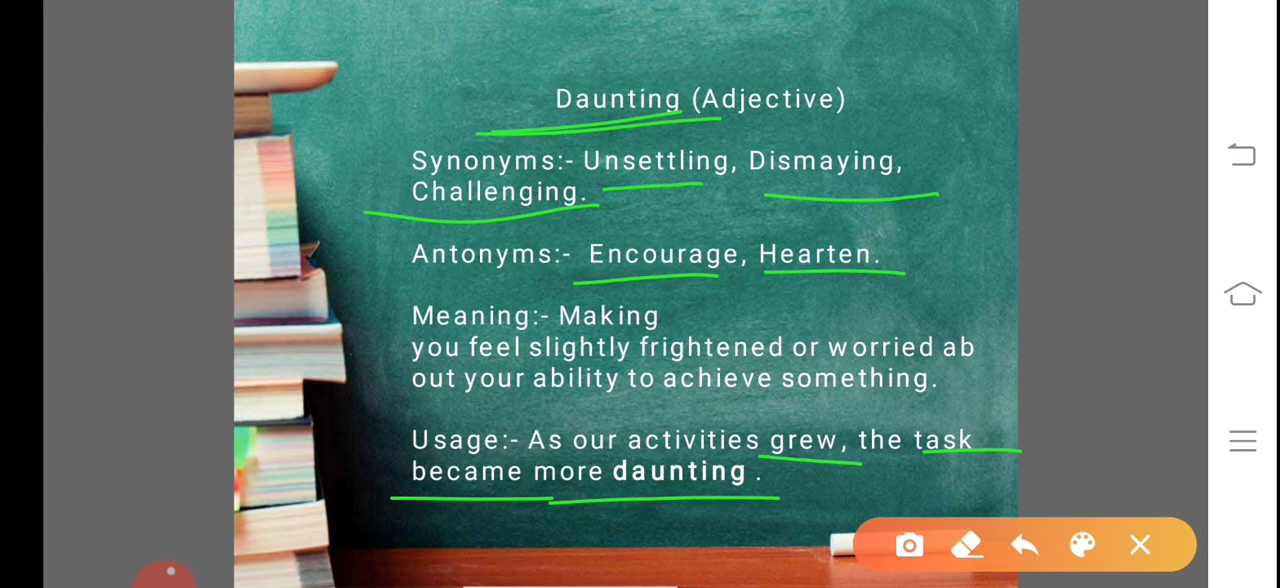 Daunting (Adjective)
Synonyms:- Unsettling, Dismaying,
Challenging.
Antonyms:- Encourage, Hearten.
Meaning:- Making
you feel slightly frightened or worried ab
out your ability to achieve something.
Usage:- As our activities grew, the task
became more daunting .